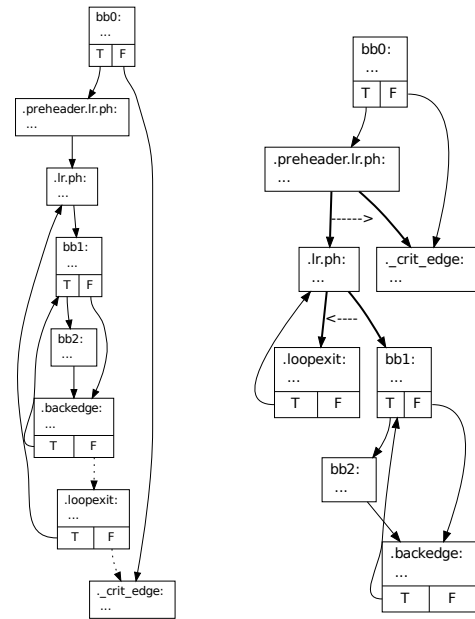 bb0:
...
T F
.preheader.lr.ph:
...
.lr.ph:
...
bb1:
...
T F
bb2:
...
.backedge:
...
T F
.loopexit:
...
T F
._crit_edge:
...
bb0:
...
T F
.preheader.lr.ph:
...
------>
.lr.ph:
...
._crit_edge:
...
<----
.loopexit:
...
T F
bb1:
...
T F
bb2:
...
.backedge:
...
T F